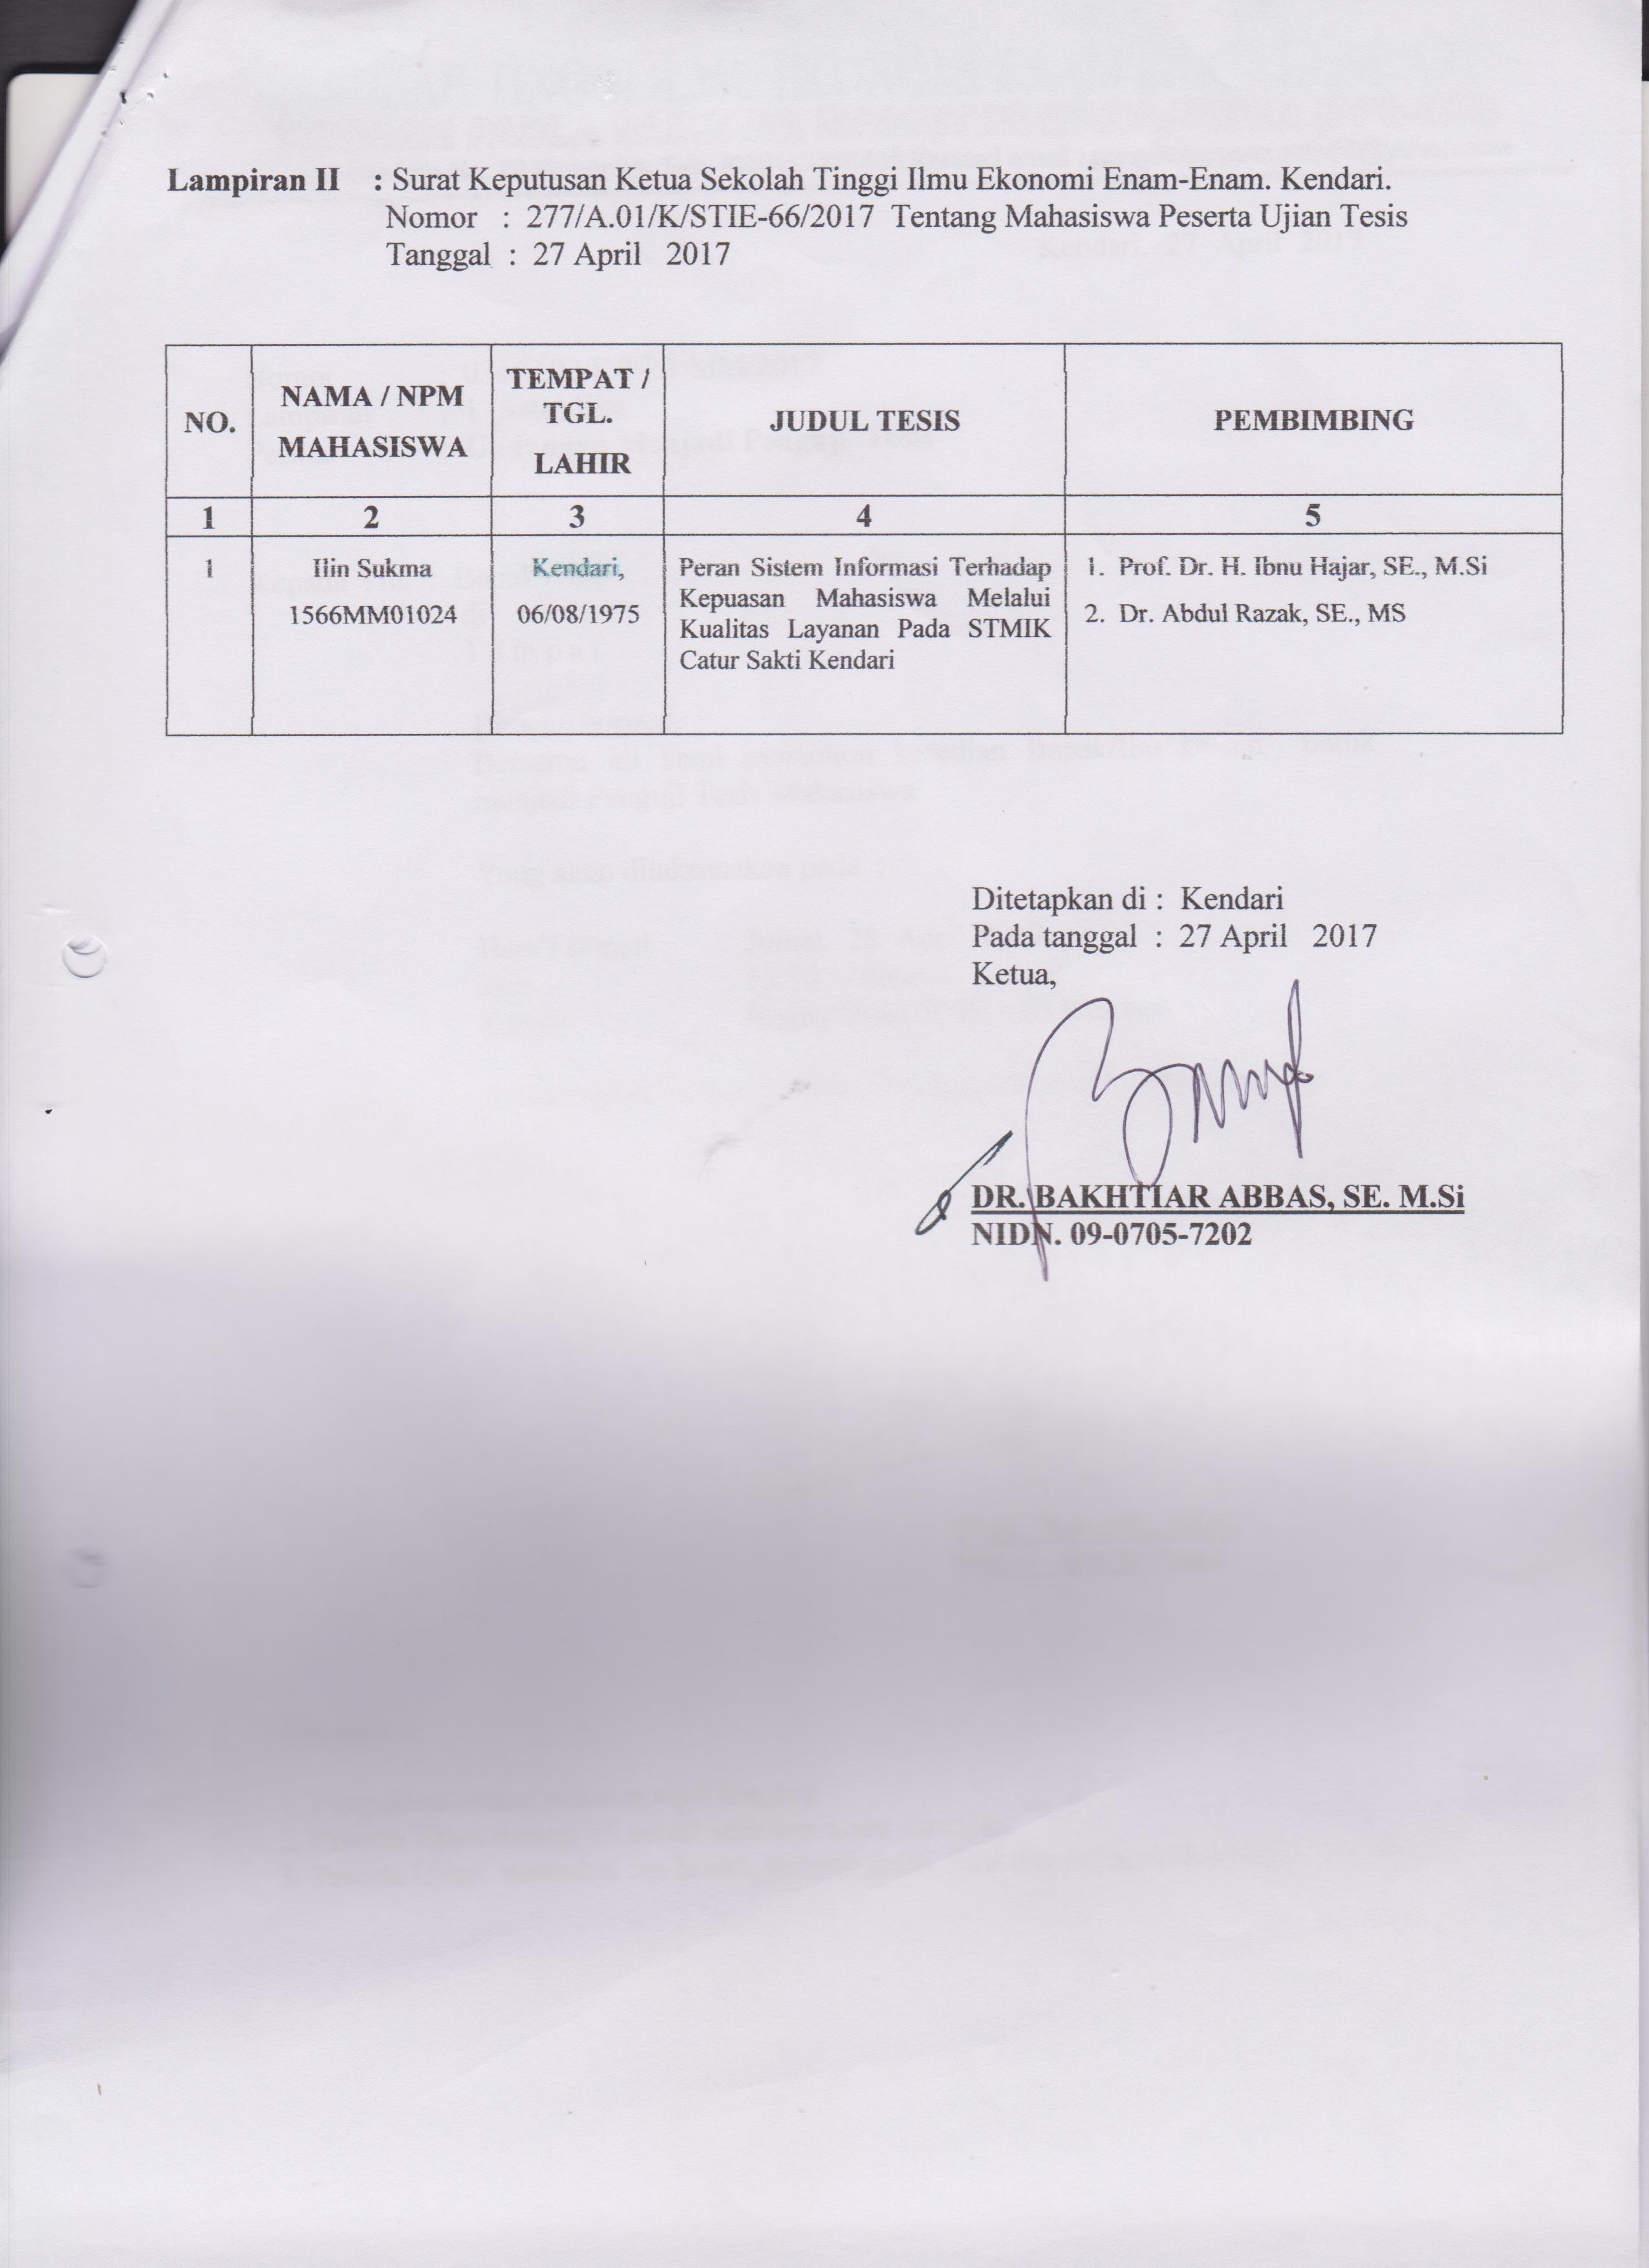 Lampiran II : Surat Keputusan Ketua Sekolah Tinggi Ilmu Ekonomi Enam-Enam. Kendari.
Nomor : 277/A.01/K/STIE-66/2017 Tentang Mahasiswa Peserta Ujian Tesis
Tanggal : 27 April 2017
NO.
NAMA / NPM
MAHASISWA
TEMPAT /
TGL.
LAHIR
JUDUL TESIS
PEMBIMBING
1 2 3 4 5
1
Ilin Sukma
1566MM01024
Kendari,
06/08/1975
Peran Sistem Informasi Terhadap
Kepuasan Mahasiswa Melalui
Kualitas Layanan Pada STMIK
Catur Sakti Kendari
1. Prof. Dr. H. Ibnu Hajar, SE., M.Si
2. Dr. Abdul Razak, SE., MS
Ditetapkan di : Kendari
Pada tanggal : 27 April 2017
Ketua,
DR. BAKHTIAR ABBAS, SE. M.Si
NIDN. 09-0705-7202